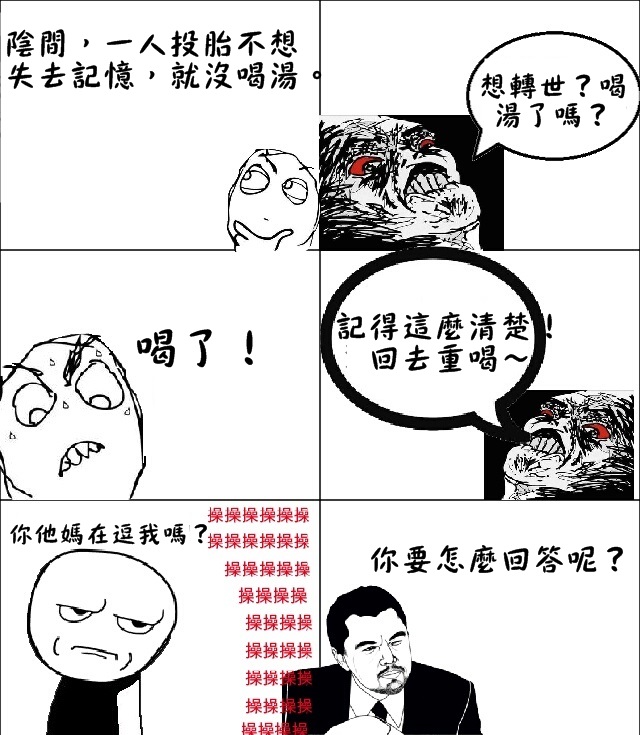 陰間，一人投胎不想
失去記憶，就沒喝湯。
想轉世？喝
湯了嗎？
喝了！
記得這麼清楚！
回去重喝～
你他媽在逗我嗎？
操操操操操操
操操操操操操
操操操操操
操操操操
操操操操
操操操操
操操操操
操操操操
操操操操
你要怎麼回答呢？